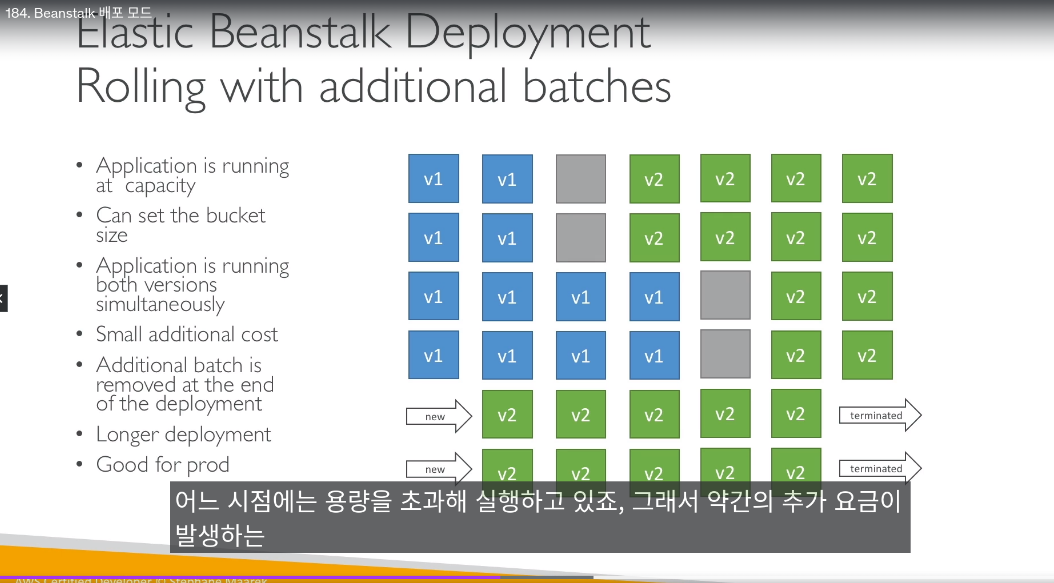 184. Beanstalk 배포 모드
Elastic Beanstalk Deployment
Rolling with additional batches
• Application is running
at capacity
• Can set the bucket
size
• Application is running
both versions
simultaneously
• Small additional cost
• Additional batch is
removed at the end
of the deployment
• Longer deployment
• Good for prod
v1 v1 v2 v2 v2 v2
v1 v1 v2 v2 v2 v2
v1 v1 v1 v1 v2 v2
v1 v1 v1 v1 v2 v2
new v2 v2 v2 v2 v2 terminated
new v2 v2 v2 v2 v2 terminated
어느 시점에는 용량을 초과해 실행하고 있죠, 그래서 약간의 추가 요금이
발생하는
AWS Certified Developer © Stephane Maarek